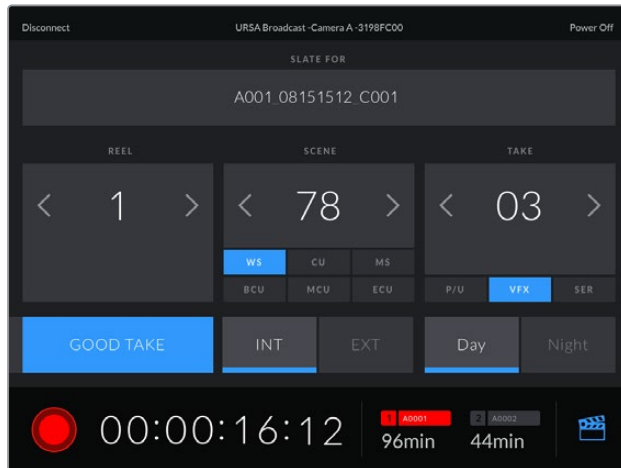 Disconnect URSA Broadcast -Camera A -3198FC00 Power Off
SLATE FOR
A001_08151512_C001
REEL SCENE TAKE
1 78 03
WS CU MS
BCU MCU ECU P/U VFX SER
GOOD TAKE INT EXT Day Night
00:00:16:12 1 A0001 2 A0002
96min 44min